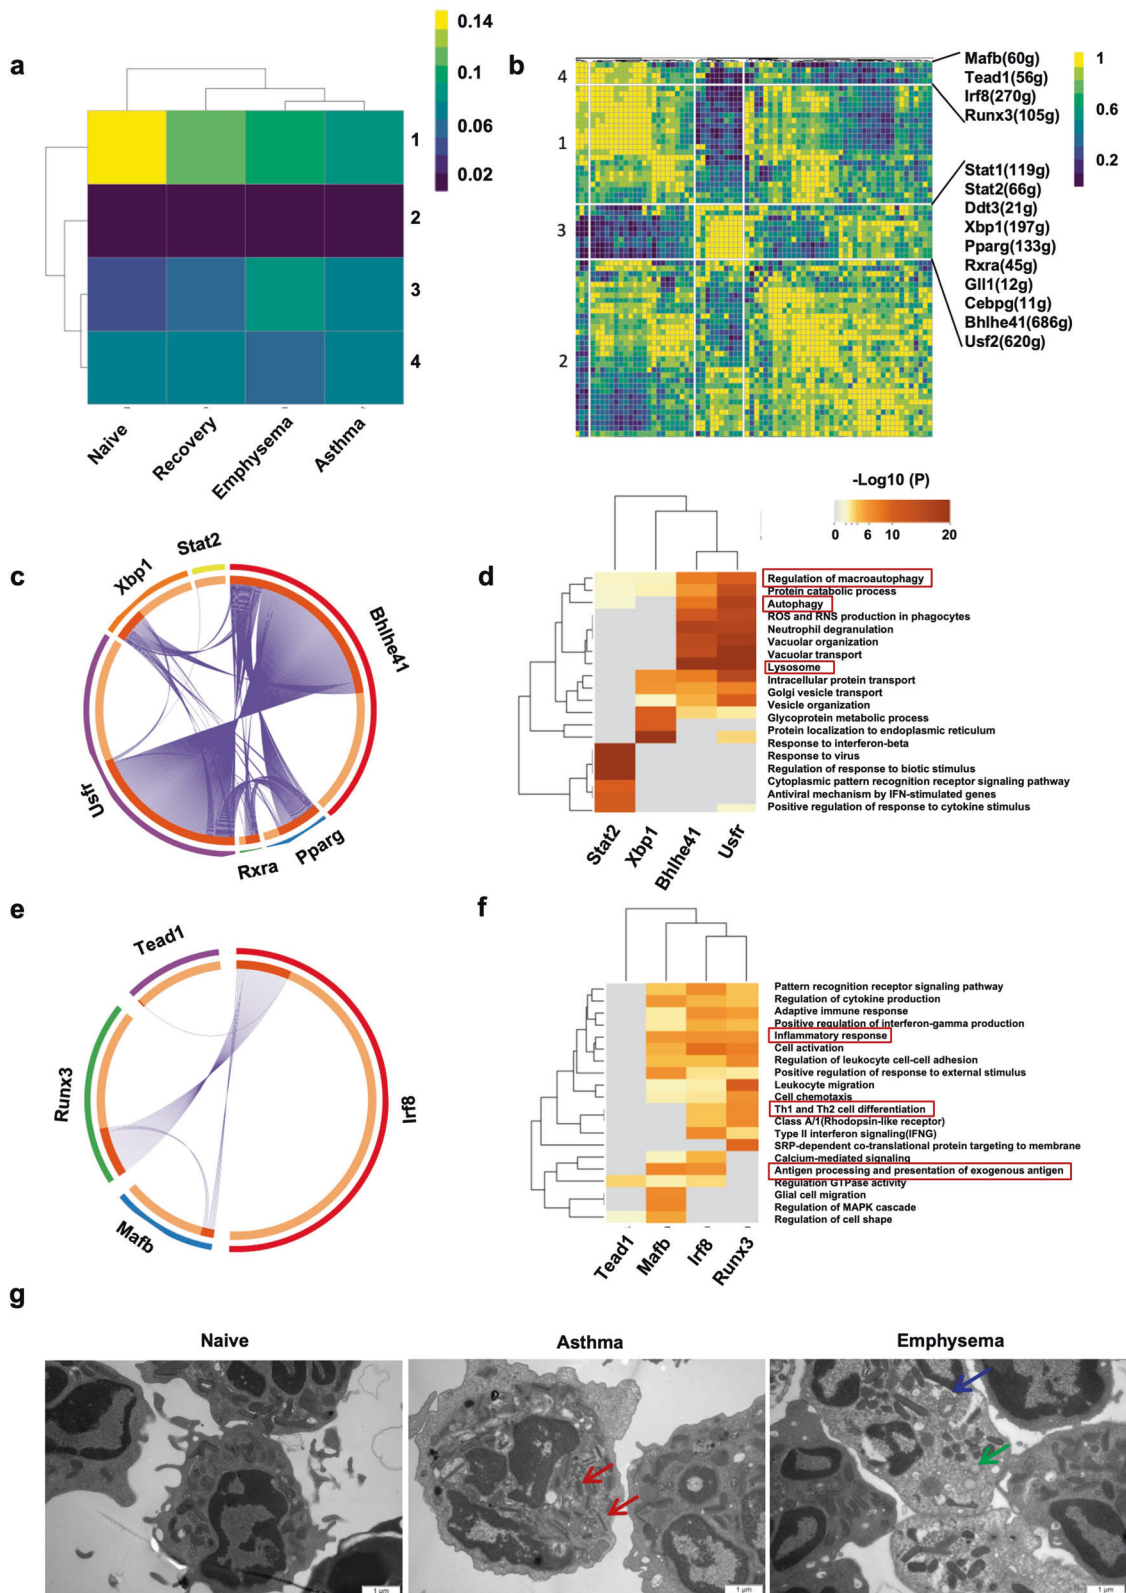 a
0.14
0.1
0.06
0.02
1
2
3
4
Naive
Recovery
Emphysema
Asthma
b
4
1
3
2
Mafb(60g)
Tead1(56g)
Irf8(270g)
Runx3(105g)
Stat1(119g)
Stat2(66g)
Ddt3(21g)
Xbp1(197g)
Pparg(133g)
Rxra(45g)
Gll1(12g)
Cebpg(11g)
Bhlhe41(686g)
Usf2(620g)
1
0.6
0.2
c
Stat2
Xbp1
Bhlhe41
Usfr
Rxra
Pparg
d
-Log10 (P)
0 6 10 20
Regulation of macroautophagy
Protein catabolic process
Autophagy
ROS and RNS production in phagocytes
Neutrophil degranulation
Vacuolar organization
Vacuolar transport
Lysosome
Intracellular protein transport
Golgi vesicle transport
Vesicle organization
Glycoprotein metabolic process
Protein localization to endoplasmic reticulum
Response to interferon-beta
Response to virus
Regulation of response to biotic stimulus
Cytoplasmic pattern recognition receptor signaling pathway
Antiviral mechanism by IFN-stimulated genes
Positive regulation of response to cytokine stimulus
Stat2
Xbp1
Bhlhe41
Usfr
e
Tead1
Runx3
Irf8
Mafb
f
Pattern recognition receptor signaling pathway
Regulation of cytokine production
Adaptive immune response
Positive regulation of interferon-gamma production
Inflammatory response
Cell activation
Regulation of leukocyte cell-cell adhesion
Positive regulation of response to external stimulus
Leukocyte migration
Cell chemotaxis
Th1 and Th2 cell differentiation
Class A/1(Rhodopsin-like receptor)
Type II interferon signaling(IFNG)
SRP-dependent co-translational protein targeting to membrane
Calcium-mediated signaling
Antigen processing and presentation of exogenous antigen
Regulation GTPase activity
Glial cell migration
Regulation of MAPK cascade
Regulation of cell shape
Tead1
Mafb
Irf8
Runx3
g
Naive
Asthma
Emphysema
1 μm
1 μm
1 μm